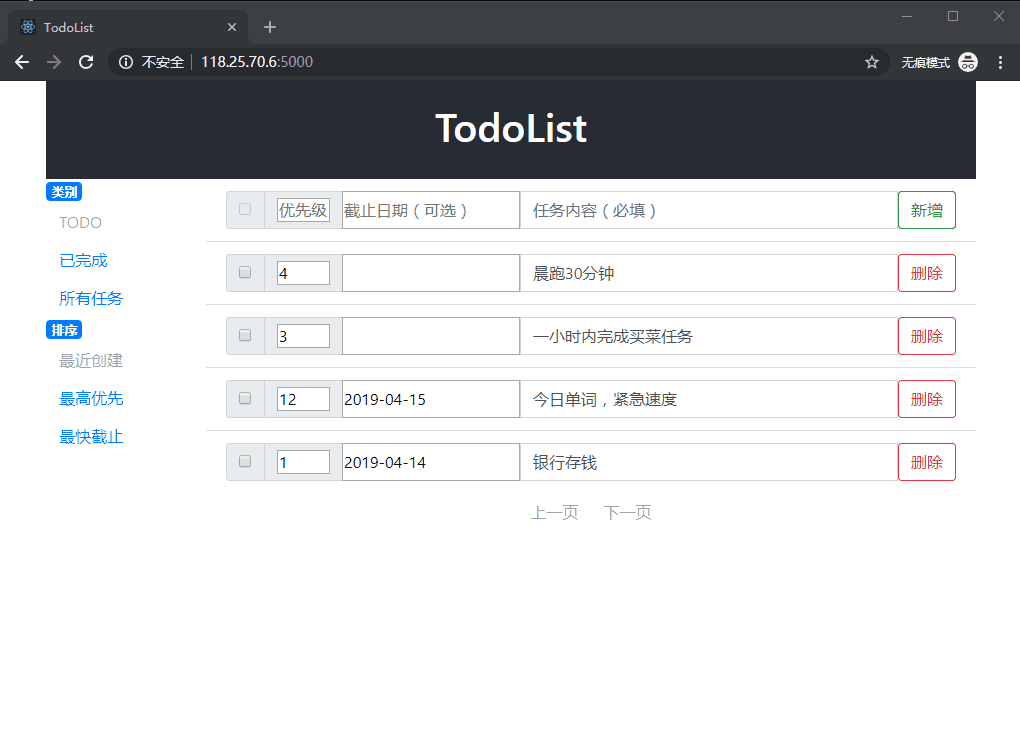 TodoList
不安全 118.25.70.6:5000 无痕模式
TodoList
类别
TODO
已完成
所有任务
排序
最近创建
最高优先
最快截止
优先级 截止日期（可选） 任务内容（必填） 新增
4 晨跑30分钟 删除
3 一小时内完成买菜任务 删除
12 2019-04-15 今日单词，紧急速度 删除
1 2019-04-14 银行存钱 删除
上一页 下一页